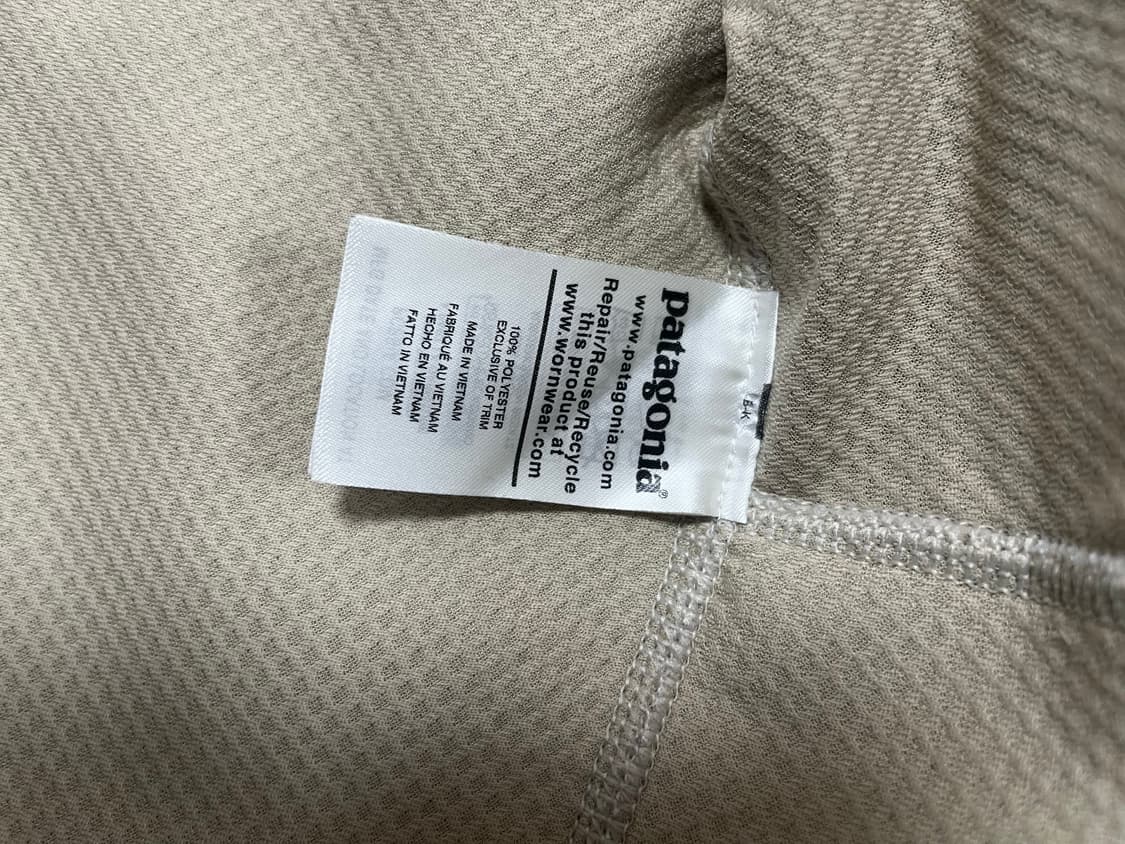 patagonia®
www.patagonia.com
Repair/Reuse/Recycle
this product at
www.wornwear.com
100% POLYESTER
EXCLUSIVE OF TRIM
MADE IN VIETNAM
FABRIQUÉ AU VIETNAM
HECHO EN VIETNAM
FATTO IN VIETNAM